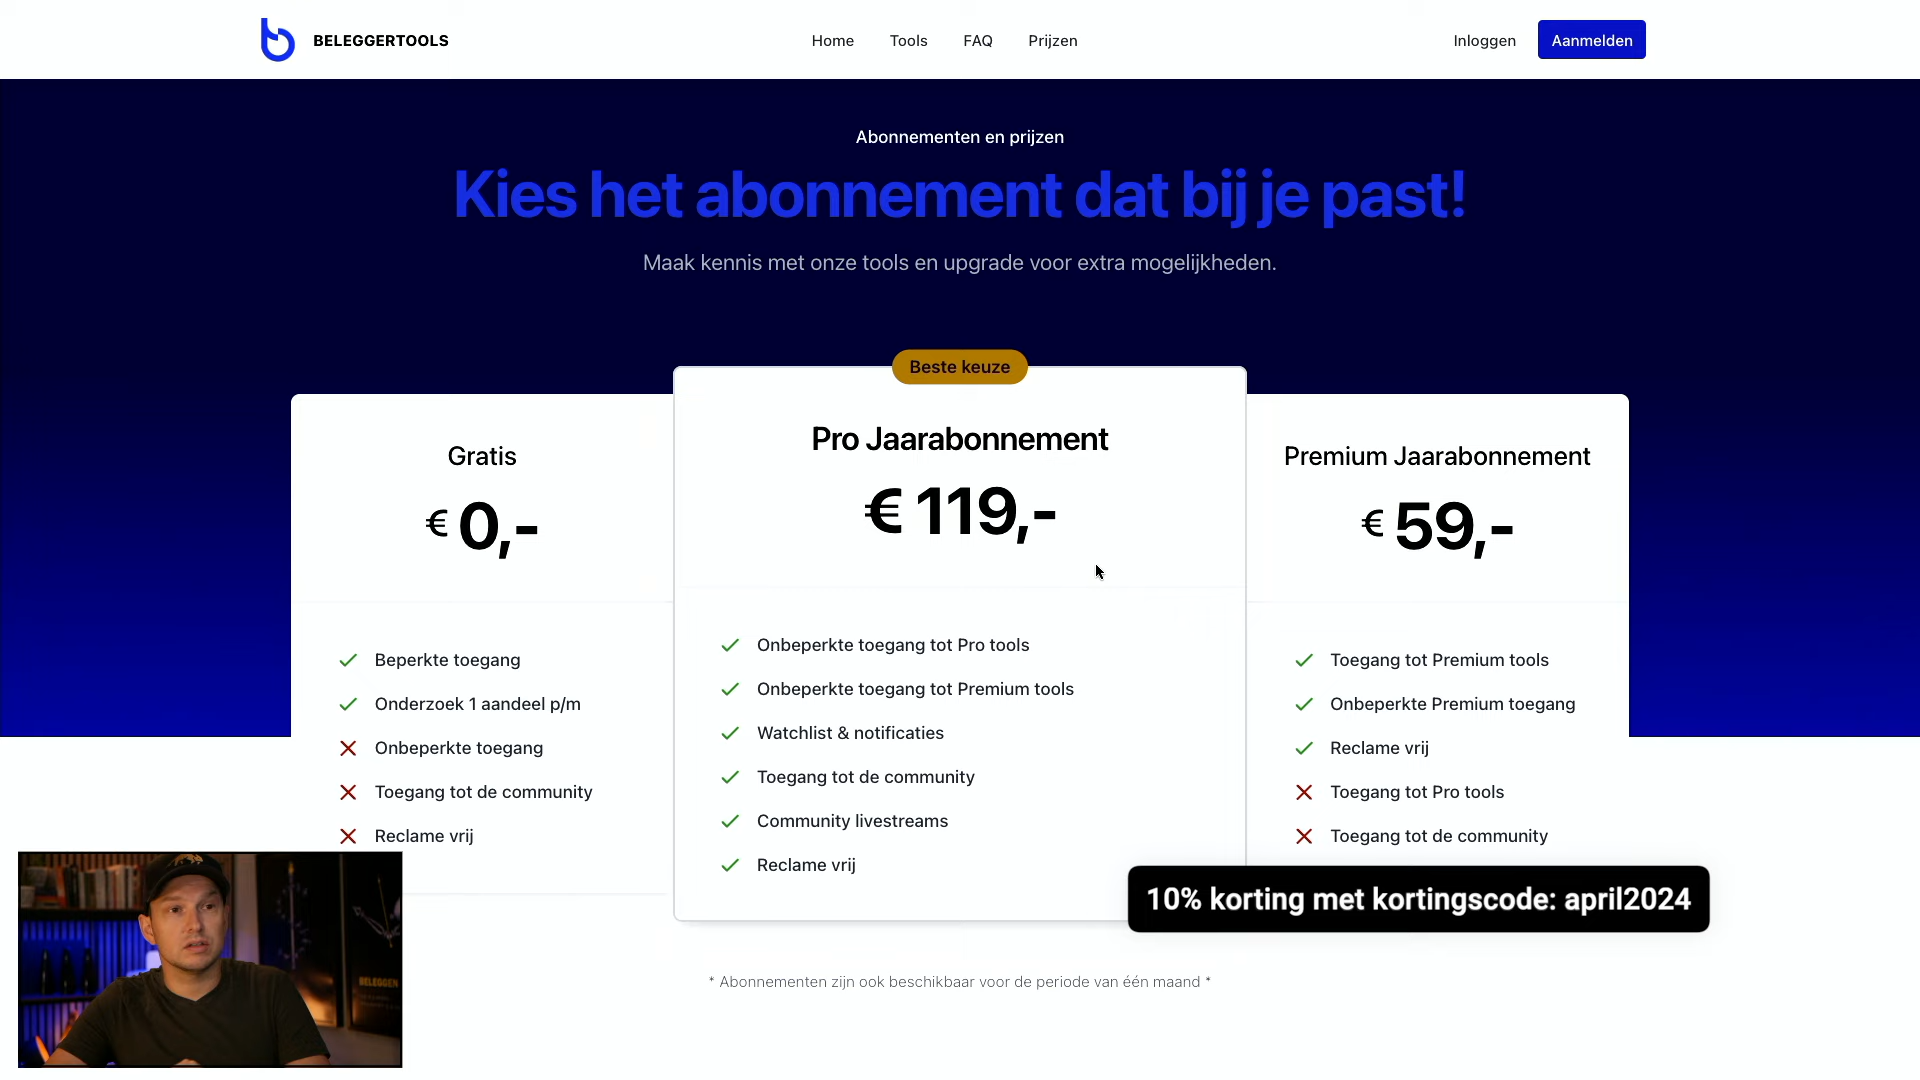 BELEGGERTOOLS
Home
Tools
FAQ
Prijzen
Inloggen
Aanmelden
Abonnementen en prijzen
Kies het abonnement dat bij je past!
Maak kennis met onze tools en upgrade voor extra mogelijkheden.
Gratis
€ 0,-
Beperkte toegang
Onderzoek 1 aandeel p/m
Onbeperkte toegang
Toegang tot de community
Reclame vrij
Beste keuze
Pro Jaarabonnement
€ 119,-
Onbeperkte toegang tot Pro tools
Onbeperkte toegang tot Premium tools
Watchlist & notificaties
Toegang tot de community
Community livestreams
Reclame vrij
Premium Jaarabonnement
€ 59,-
Toegang tot Premium tools
Onbeperkte Premium toegang
Reclame vrij
Toegang tot Pro tools
Toegang tot de community
10% korting met kortingscode: april2024
* Abonnementen zijn ook beschikbaar voor de periode van één maand *
BELEGGEN